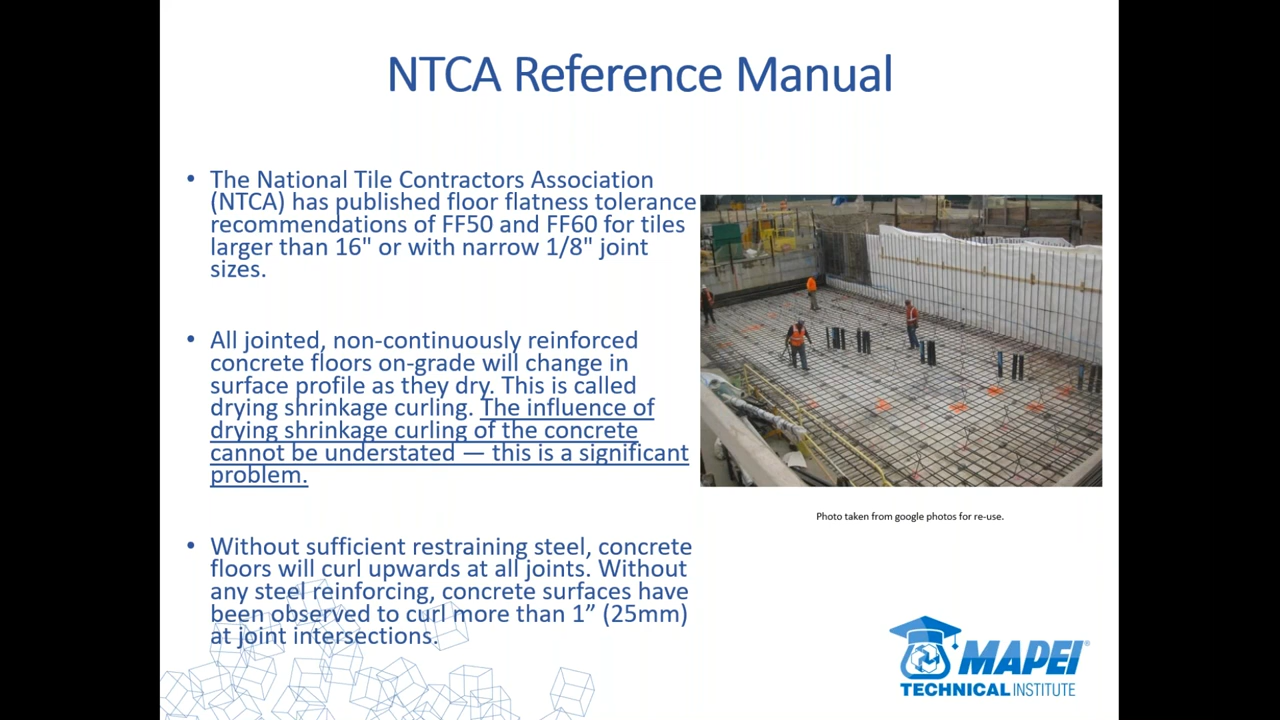 NTCA Reference Manual
• The National Tile Contractors Association
(NTCA) has published floor flatness tolerance
recommendations of FF50 and FF60 for tiles
larger than 16" or with narrow 1/8" joint
sizes.
• All jointed, non-continuously reinforced
concrete floors on-grade will change in
surface profile as they dry. This is called
drying shrinkage curling. The influence of
drying shrinkage curling of the concrete
cannot be understated — this is a significant
problem.
• Without sufficient restraining steel, concrete
floors will curl upwards at all joints. Without
any steel reinforcing, concrete surfaces have
been observed to curl more than 1” (25mm)
at joint intersections.
Photo taken from google photos for re-use.
MAPEI®
TECHNICAL INSTITUTE